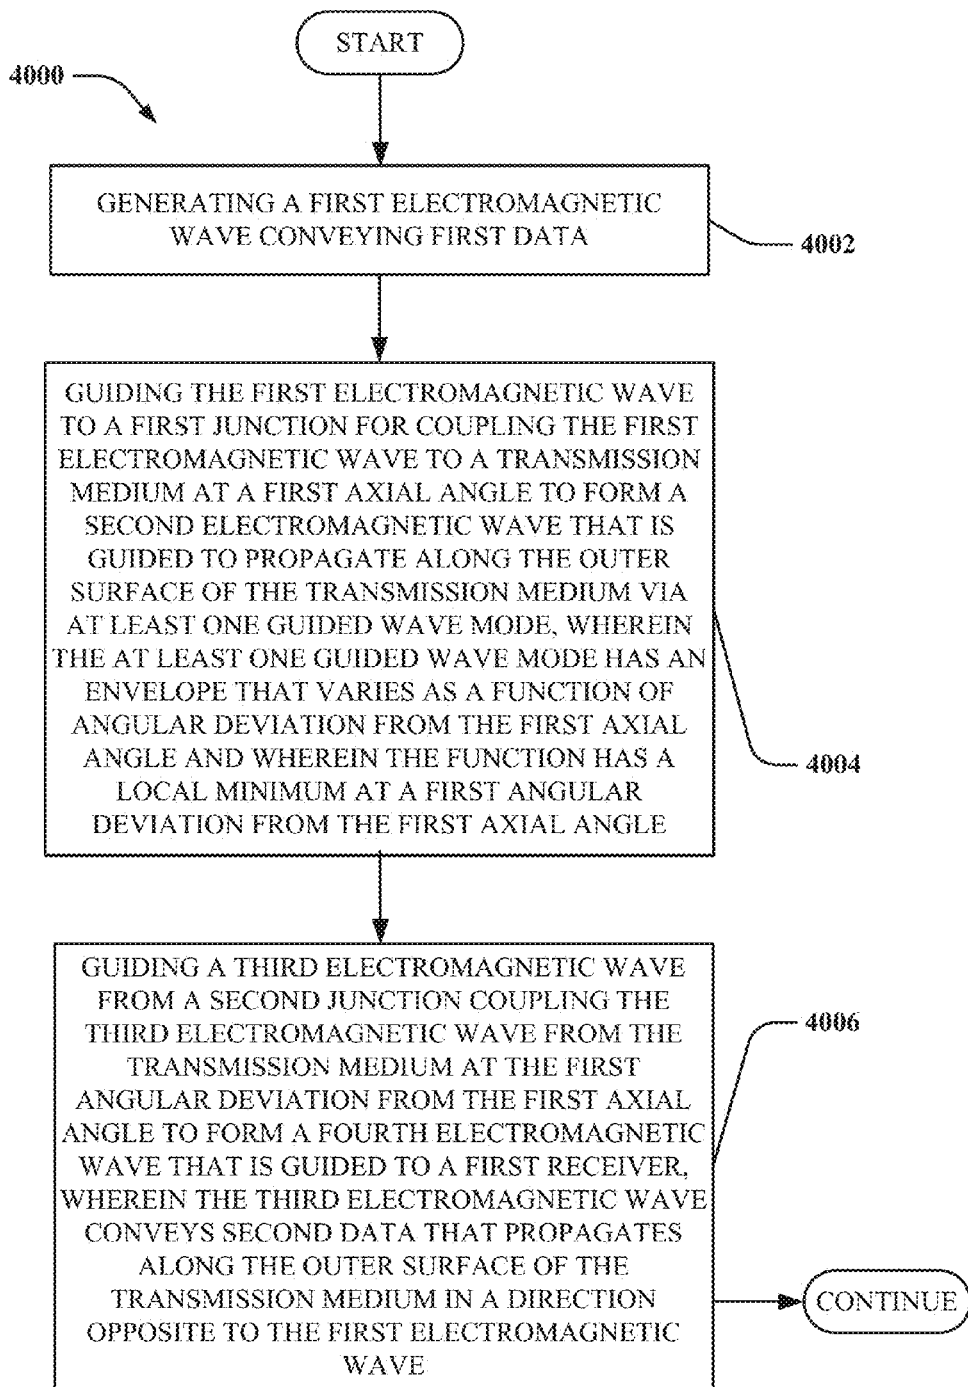 START
4000
GENERATING A FIRST ELECTROMAGNETIC
WAVE CONVEYING FIRST DATA
4002
GUIDING THE FIRST ELECTROMAGNETIC WAVE
TO A FIRST JUNCTION FOR COUPLING THE FIRST
ELECTROMAGNETIC WAVE TO A TRANSMISSION
MEDIUM AT A FIRST AXIAL ANGLE TO FORM A
SECOND ELECTROMAGNETIC WAVE THAT IS
GUIDED TO PROPAGATE ALONG THE OUTER
SURFACE OF THE TRANSMISSION MEDIUM VIA
AT LEAST ONE GUIDED WAVE MODE, WHEREIN
THE AT LEAST ONE GUIDED WAVE MODE HAS AN
ENVELOPE THAT VARIES AS A FUNCTION OF
ANGULAR DEVIATION FROM THE FIRST AXIAL
ANGLE AND WHEREIN THE FUNCTION HAS A
LOCAL MINIMUM AT A FIRST ANGULAR
DEVIATION FROM THE FIRST AXIAL ANGLE
4004
GUIDING A THIRD ELECTROMAGNETIC WAVE
FROM A SECOND JUNCTION COUPLING THE
THIRD ELECTROMAGNETIC WAVE FROM THE
TRANSMISSION MEDIUM AT THE FIRST
ANGULAR DEVIATION FROM THE FIRST AXIAL
ANGLE TO FORM A FOURTH ELECTROMAGNETIC
WAVE THAT IS GUIDED TO A FIRST RECEIVER,
WHEREIN THE THIRD ELECTROMAGNETIC WAVE
CONVEYS SECOND DATA THAT PROPAGATES
ALONG THE OUTER SURFACE OF THE
TRANSMISSION MEDIUM IN A DIRECTION
OPPOSITE TO THE FIRST ELECTROMAGNETIC
WAVE
4006
CONTINUE